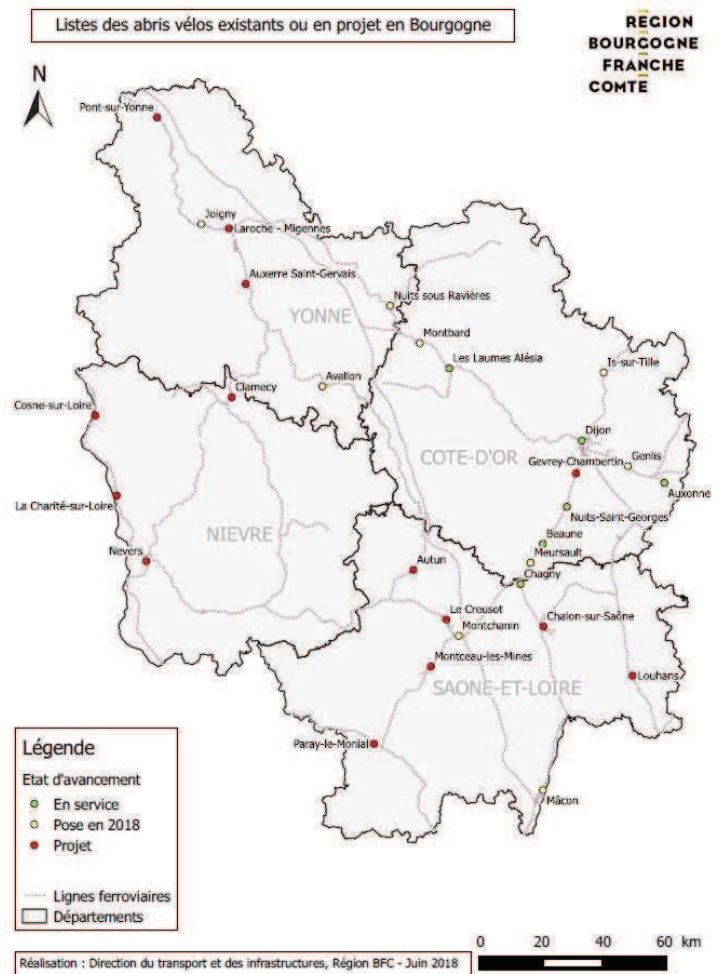 Listes des abris vélos existants ou en projet en Bourgogne
REGION
BOURGOGNE
FRANCHE
COMTE
N
Pont-sur-Yonne
Joigny
Laroche - Migennes
Auxerre Saint-Gervais
Nuits sous Ravières
YONNE
Montbard
Les Laumes Alésia
Is-sur-Tille
Avallon
Clamecy
Cosne-sur-Loire
Dijon
COTE-D'OR
Genlis
Gevrey-Chambertin
Auxonne
La Charité-sur-Loire
Nuits-Saint-Georges
NIEVRE
Beaune
Meursault
Nevers
Autun
Chagny
Le Creusot
Montchanin
Chalon-sur-Saône
Montceau-les-Mines
SAONE-ET-LOIRE
Louhans
Paray-le-Monial
Mâcon
Légende
Etat d'avancement
En service
Pose en 2018
Projet
Lignes ferroviaires
Départements
0 20 40 60 km
Réalisation : Direction du transport et des infrastructures, Région BFC - Juin 2018